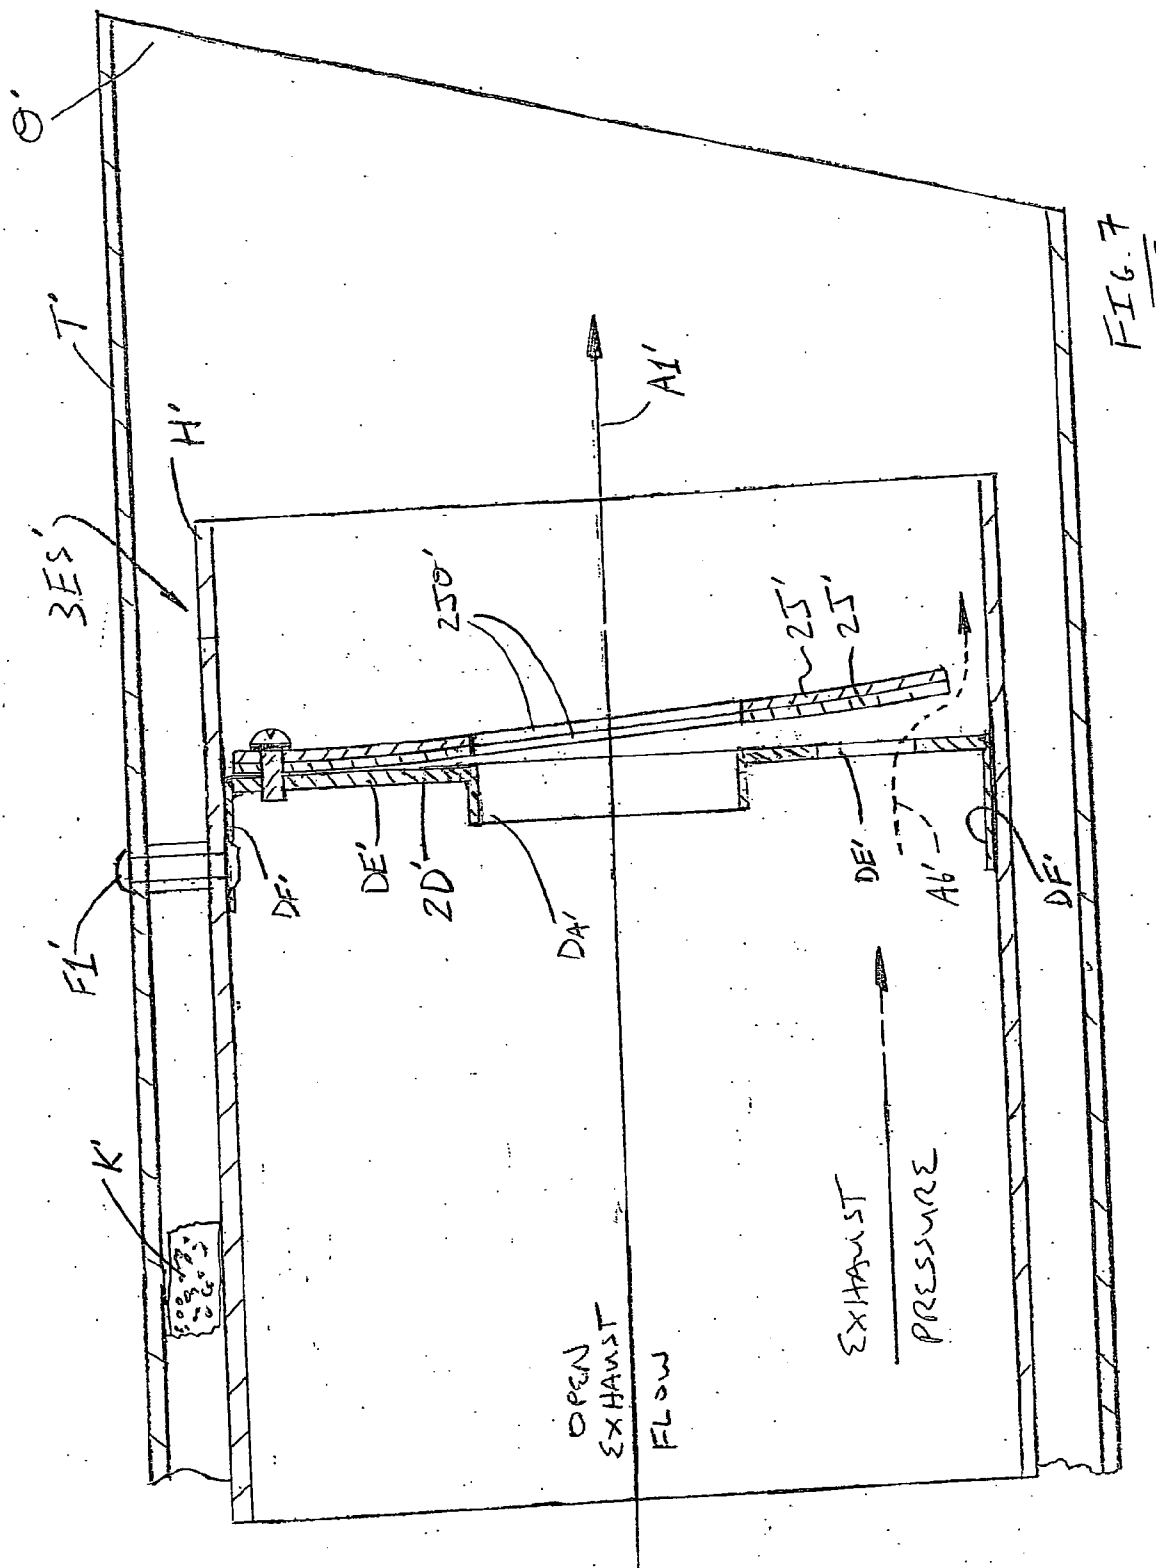 O'
T'
3ES'
H'
2JO'
A1'
2J'
2J'
F1'
DF'
DE'
2D'
DA'
DE'
A6'
DF'
K'
OPEN
EXHAUST
FLOW
EXHAUST
PRESSURE
FIG. 7